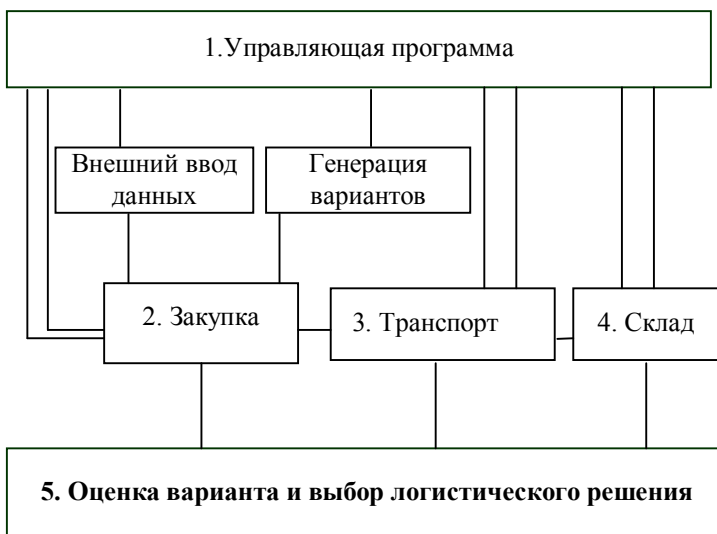 1.Управляющая программа
Внешний ввод
данных
Генерация
вариантов
2. Закупка
3. Транспорт
4. Склад
5. Оценка варианта и выбор логистического решения